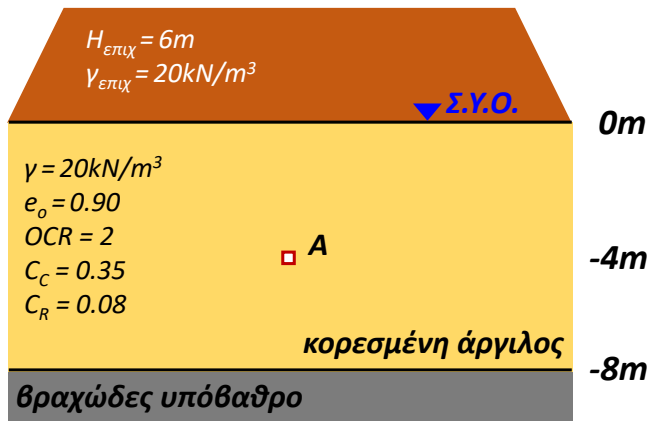 Hεπιχ = 6m
γεπιχ = 20kN/m³
Σ.Υ.Ο.
0m
γ = 20kN/m³
eo = 0.90
OCR = 2
CC = 0.35
CR = 0.08
A
-4m
κορεσμένη άργιλος
-8m
βραχώδες υπόβαθρο